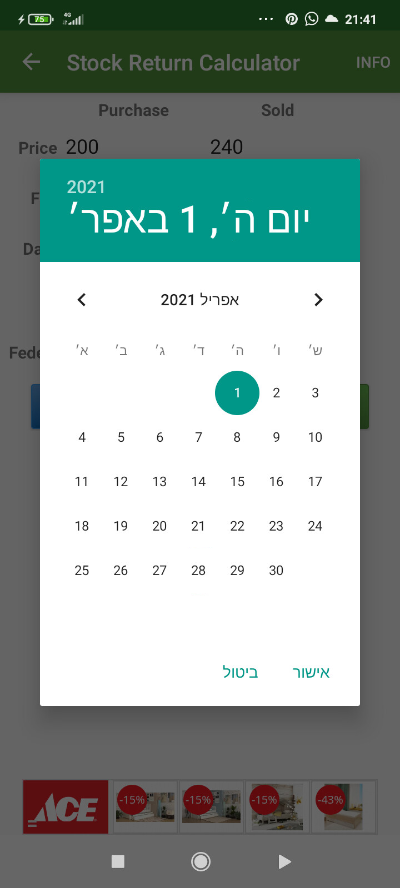 75
4G
21:41
Stock Return Calculator
INFO
Purchase Sold
Price 200 240
F
Da
Fede
2021
יום ה׳, 1 באפר׳
אפריל 2021
א׳ ב׳ ג׳ ד׳ ה׳ ו׳ ש׳
1 2 3
4 5 6 7 8 9 10
11 12 13 14 15 16 17
18 19 20 21 22 23 24
25 26 27 28 29 30
ביטול אישור
ACE
-15% -15% -15% -43%